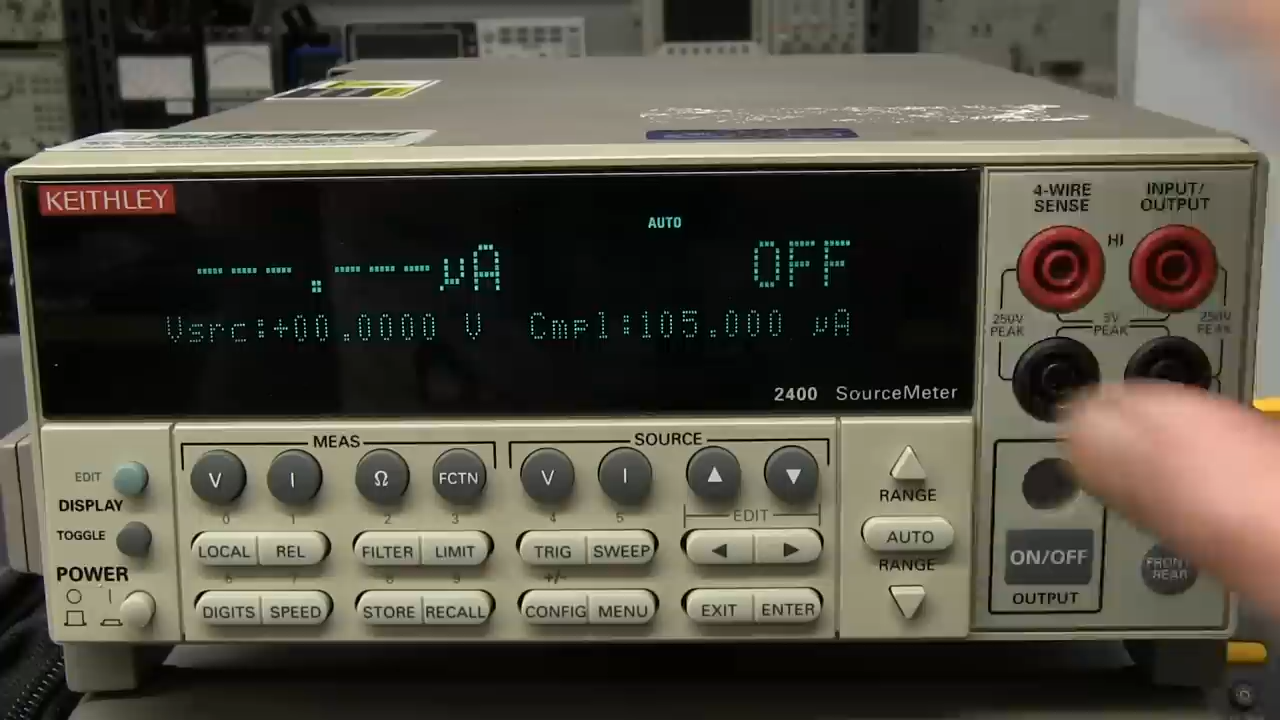 KEITHLEY
AUTO
---.---µA OFF
Vsrc:+00.0000 V Cmpl:105.000 µA
2400 SourceMeter
4-WIRE SENSE
INPUT/ OUTPUT
HI
250V PEAK
5V PEAK
250V PEAK
MEAS
SOURCE
EDIT
DISPLAY
TOGGLE
POWER
V I Ω FCTN V I ▲ ▼
0 1 2 3 4 5 EDIT
LOCAL REL FILTER LIMIT TRIG SWEEP ◀ ▶
6 7 8 9 +/-
DIGITS SPEED STORE RECALL CONFIG MENU EXIT ENTER
RANGE
AUTO
RANGE
ON/OFF
OUTPUT
FRONT
REAR